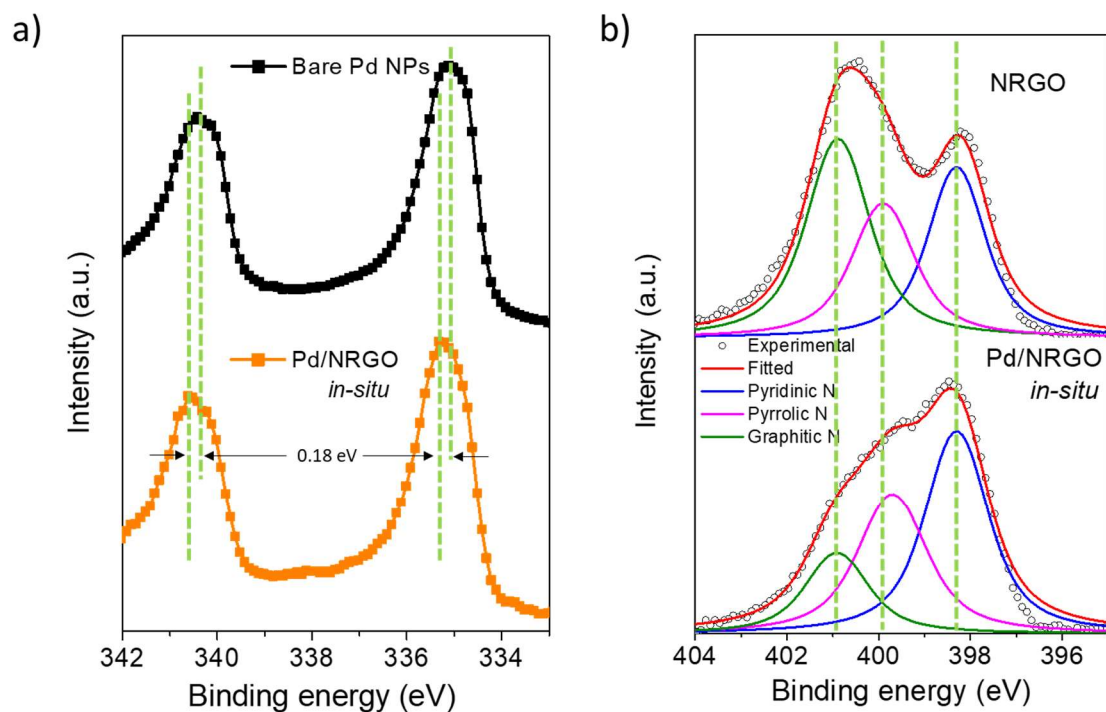 a)
Bare Pd NPs
Pd/NRGO
in-situ
0.18 eV
Intensity (a.u.)
342 340 338 336 334
Binding energy (eV)
b)
NRGO
Experimental
Fitted
Pyridinic N
Pyrrolic N
Graphitic N
Pd/NRGO
in-situ
Intensity (a.u.)
404 402 400 398 396
Binding energy (eV)